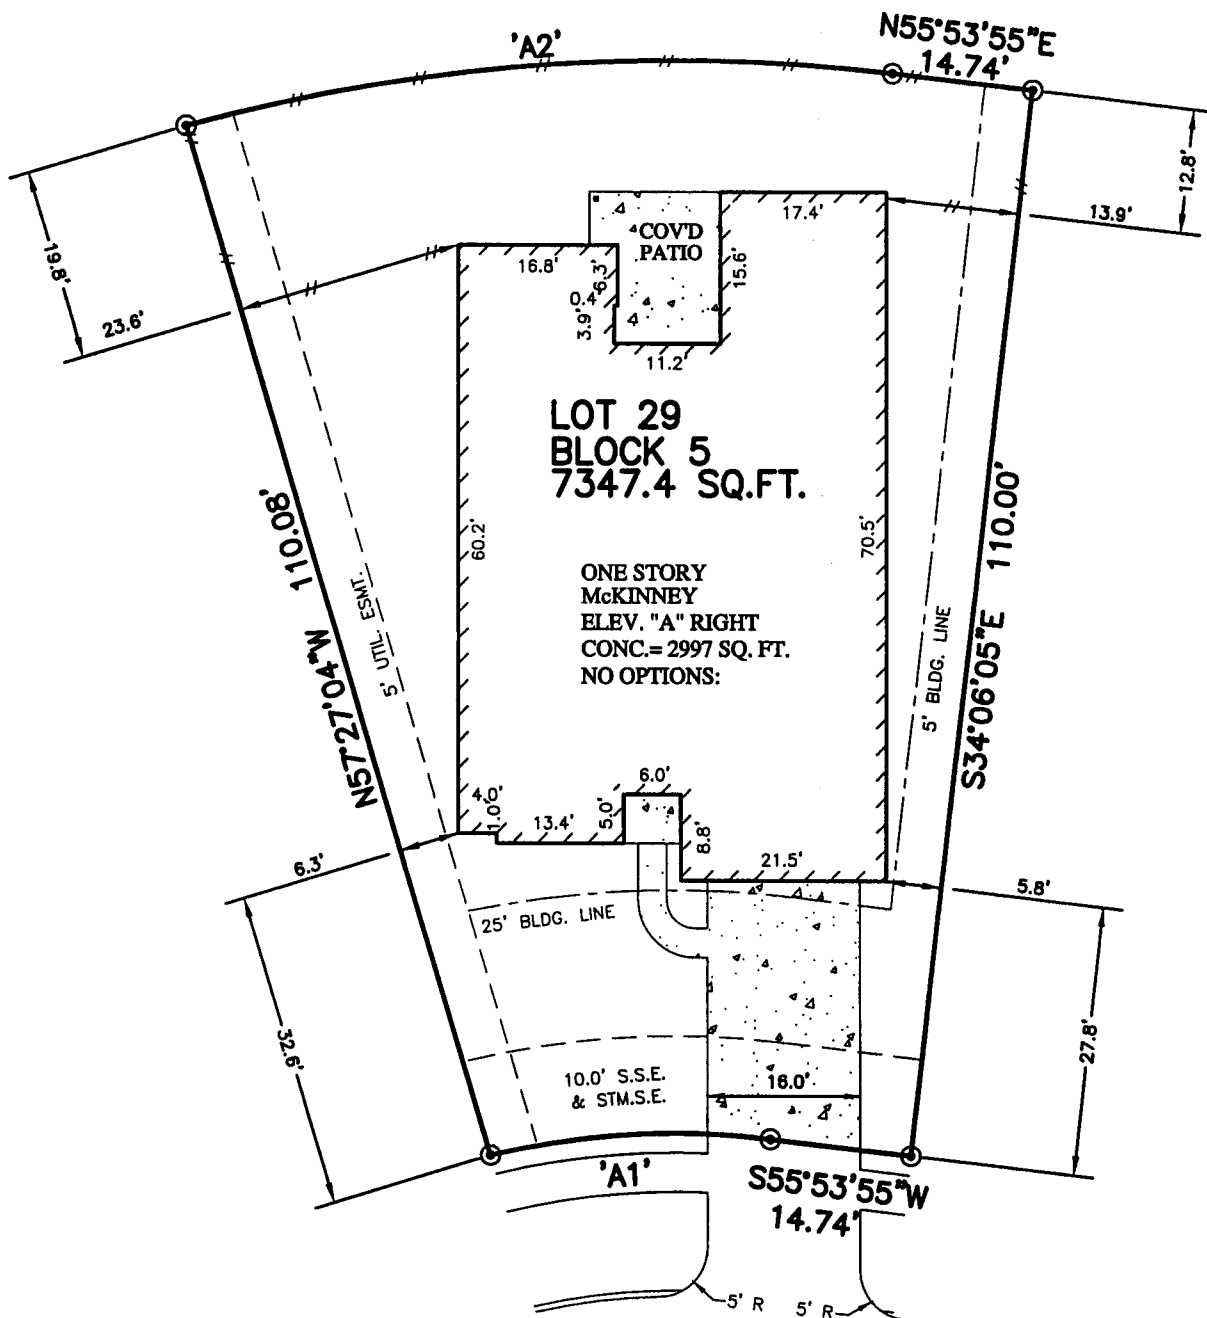 'A2'
N55°53'55"E
14.74'
12.8'
13.9'
17.4'
COV'D
PATIO
16.8'
6.3'
15.6'
0.4'
3.9'
11.2'
19.8'
23.6'
LOT 29
BLOCK 5
7347.4 SQ.FT.
110.08'
N57°27'04"W
5' UTIL. ESMT.
60.2'
70.5'
110.00'
S34°06'05"E
5' BLDG. LINE
ONE STORY
McKINNEY
ELEV. "A" RIGHT
CONC.= 2997 SQ. FT.
NO OPTIONS:
4.0'
1.0'
13.4'
5.0'
6.0'
8.8'
21.5'
6.3'
5.8'
25' BLDG. LINE
32.6'
27.8'
10.0' S.S.E.
& STM.S.E.
16.0'
'A1'
S55°53'55"W
14.74'
5' R
5' R